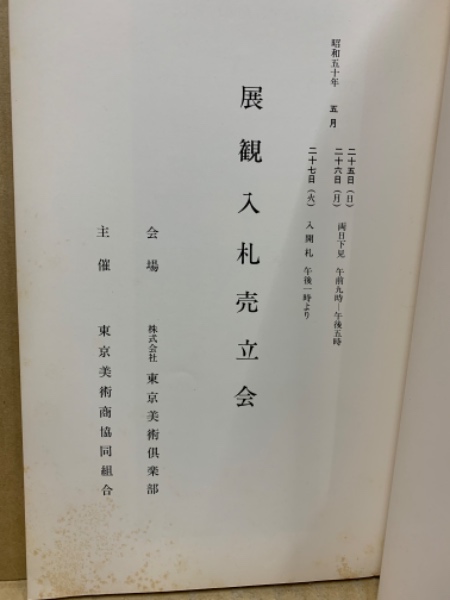 昭和五十年 五月
二十五日(日)
二十六日(月) 両日下見 午前九時―午後五時
二十七日(火) 入開札 午後一時より
展観入札売立会
会場 株式会社 東京美術倶楽部
主催 東京美術商協同組合